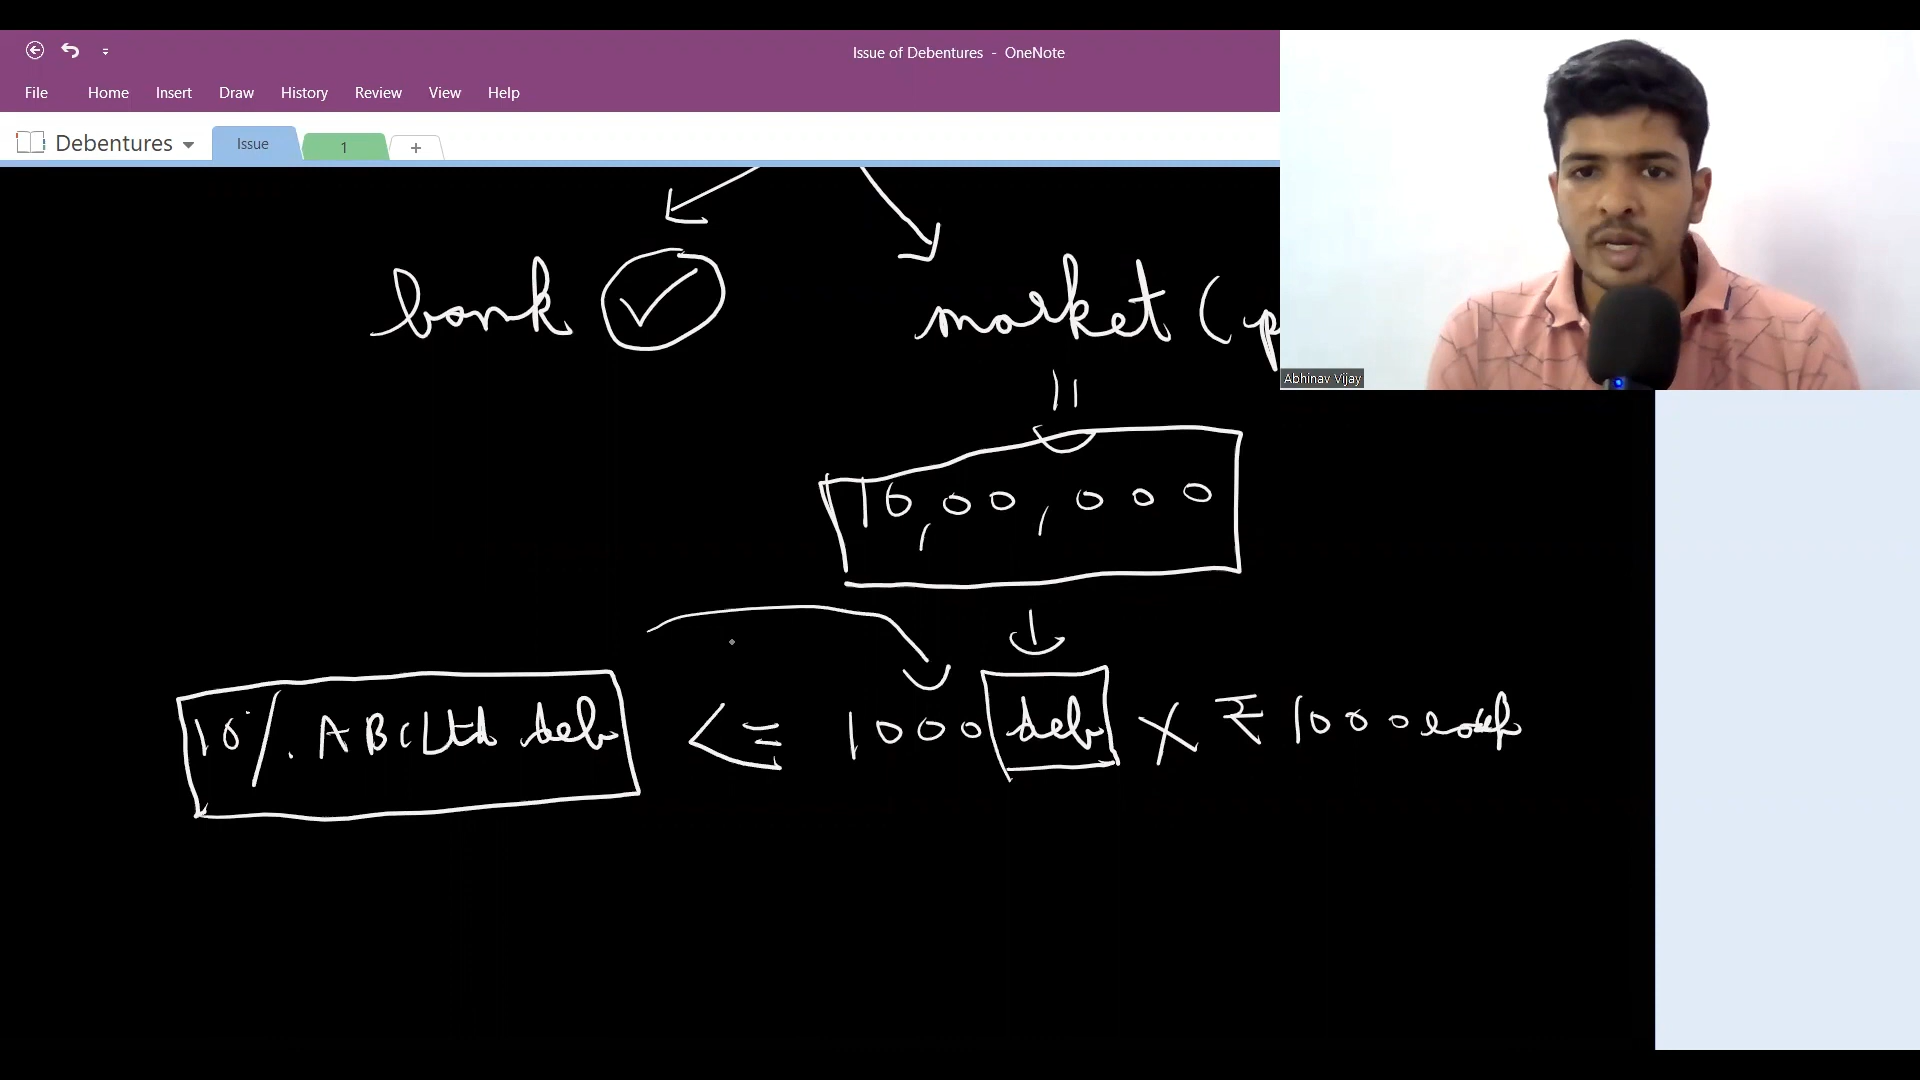 Issue of Debentures - OneNote
File Home Insert Draw History Review View Help
Debentures Issue 1 +
bank market (p
Abhinav Vijay
10,00,000
10%. ABC Ltd deb <= 1000 deb X ₹ 1000 each